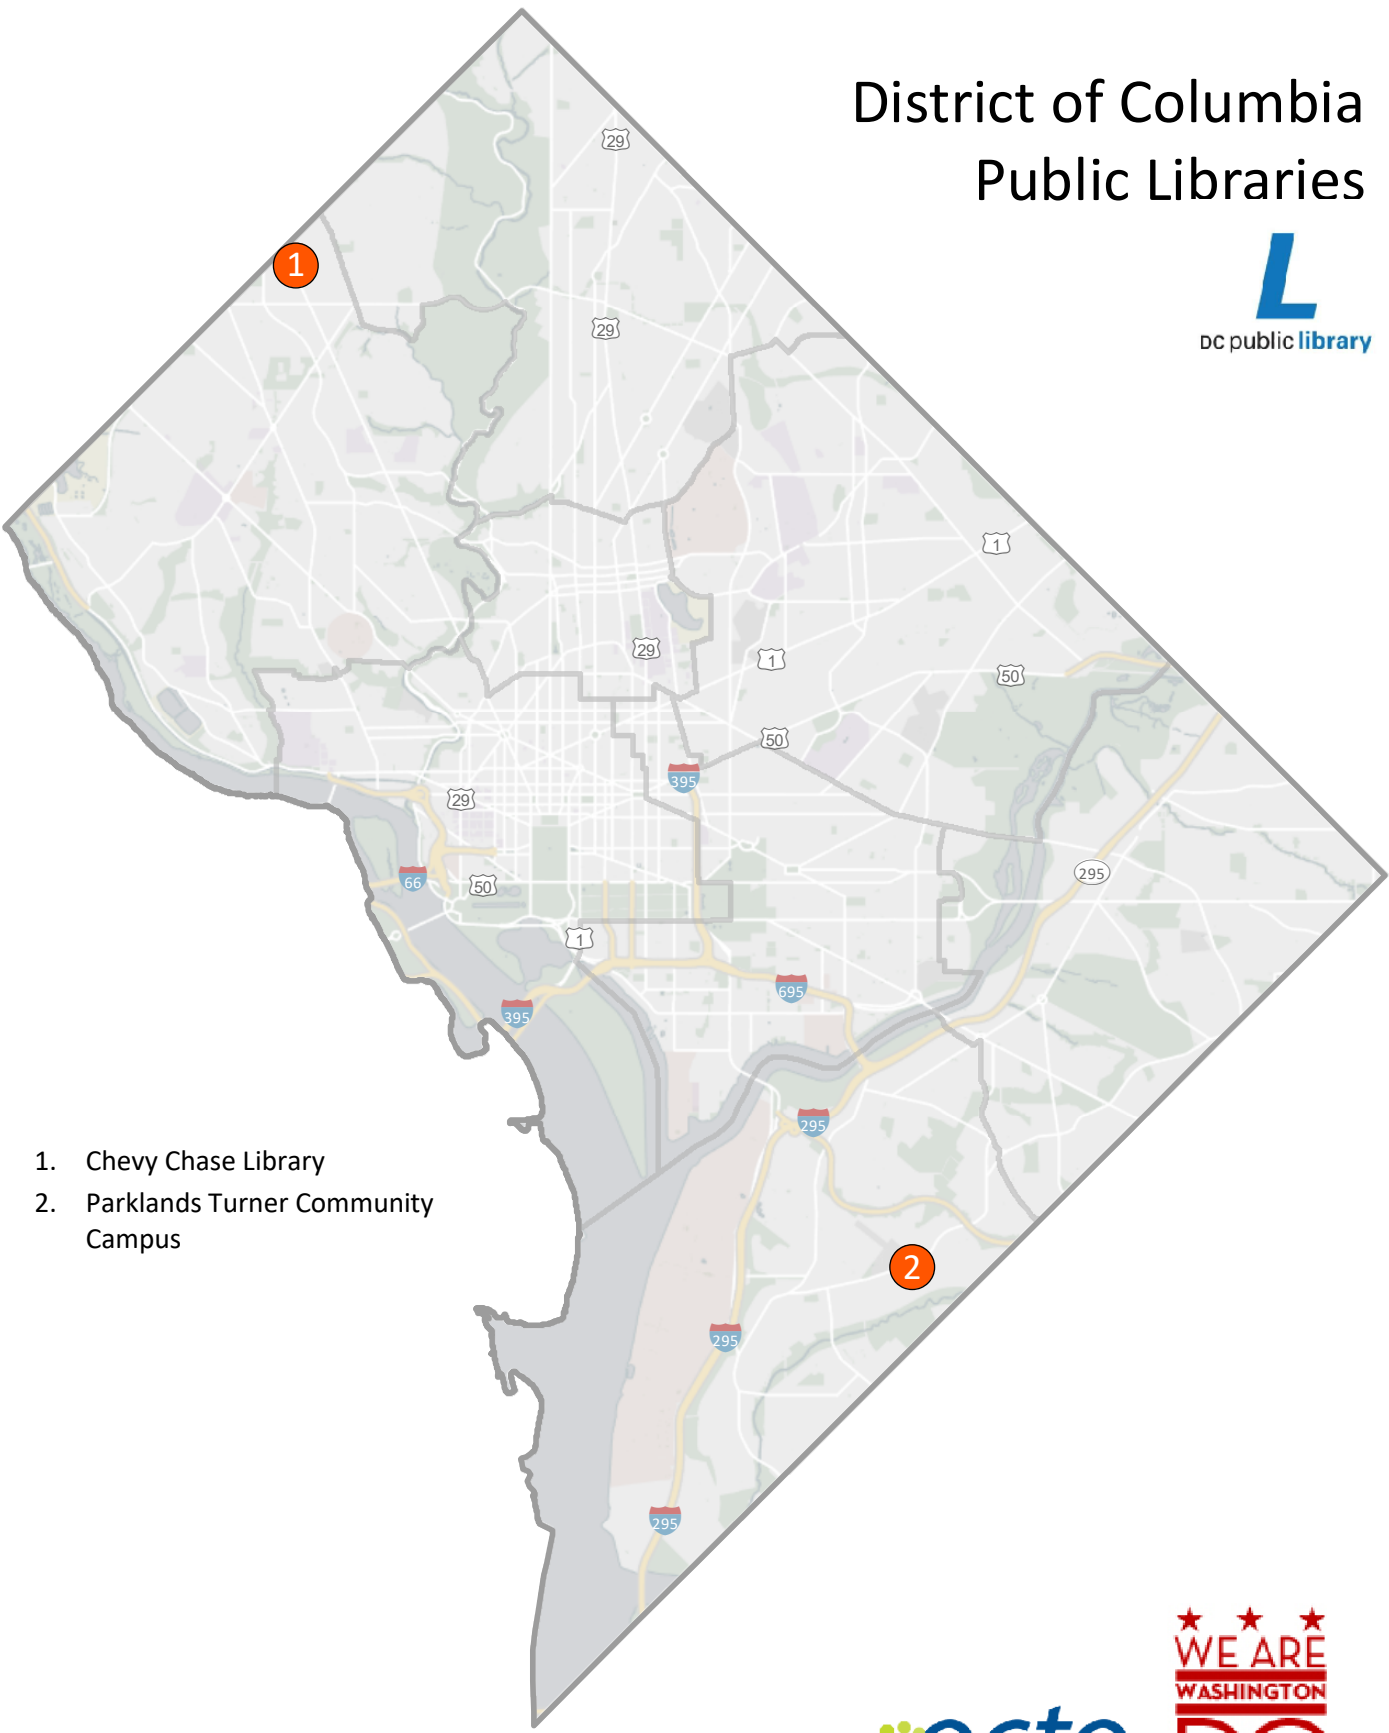 District of Columbia
Public Libraries
L
DC public library
29
1
29
1
29
1
50
50
395
29
295
66
50
1
695
395
295
1. Chevy Chase Library
2. Parklands Turner Community
Campus
2
295
295
WE ARE
WASHINGTON
DC
octo